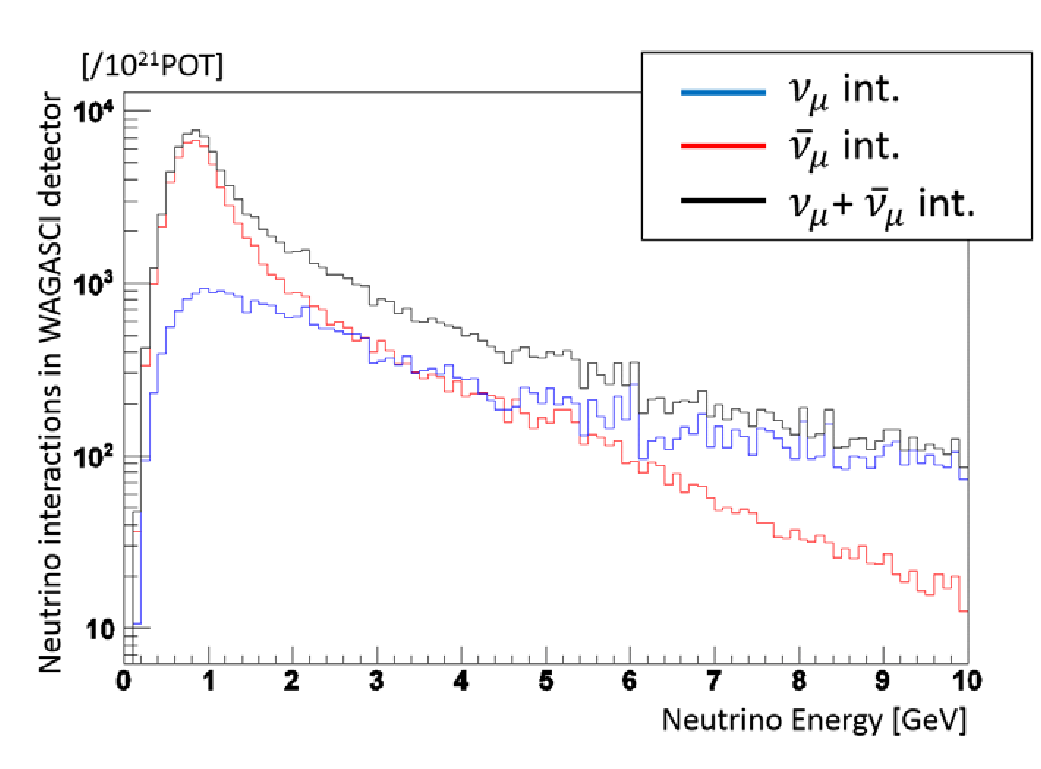 [/10²¹POT]
Neutrino interactions in WAGASCI detector
10⁴
10³
10²
10
0 1 2 3 4 5 6 7 8 9 10
Neutrino Energy [GeV]
ν_μ int.
ν̄_μ int.
ν_μ + ν̄_μ int.